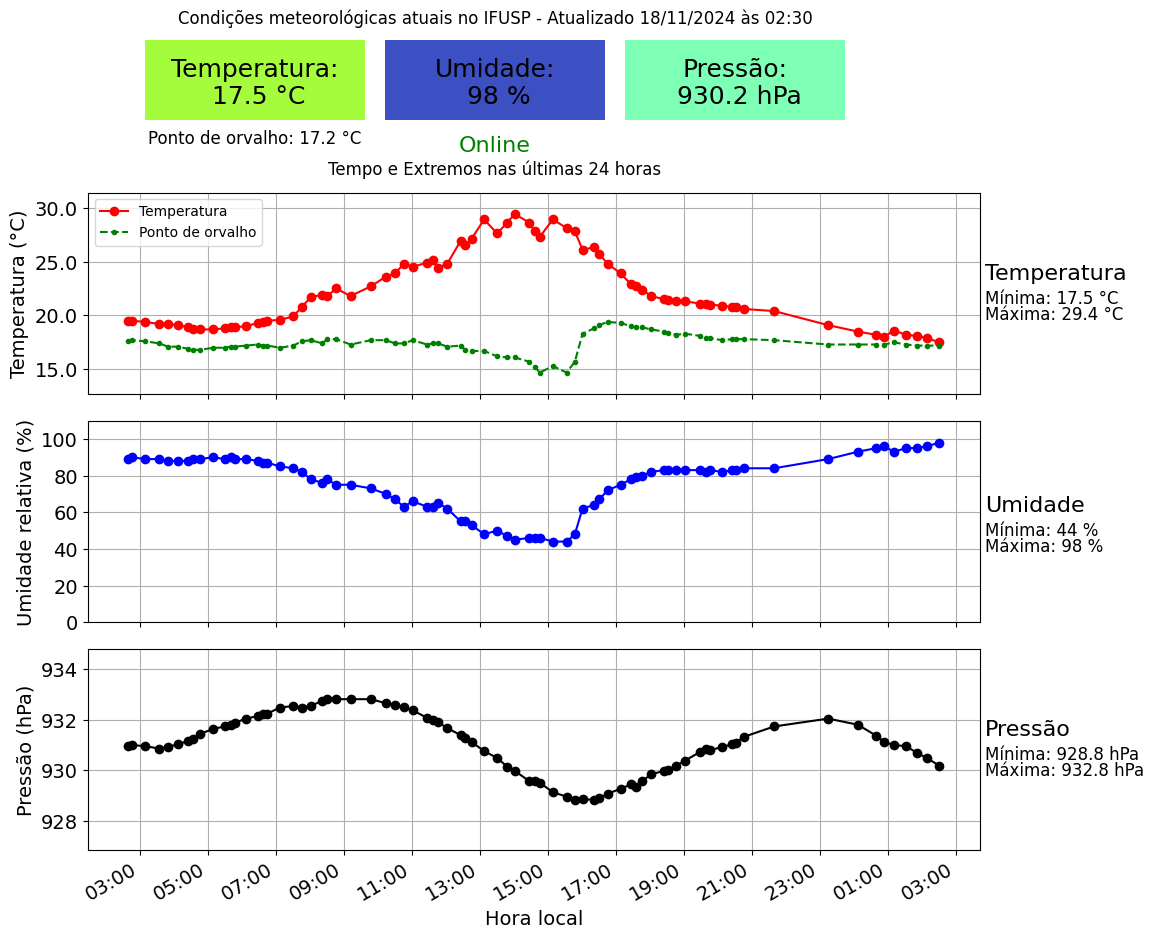 Condições meteorológicas atuais no IFUSP - Atualizado 18/11/2024 às 02:30
Temperatura:
17.5 °C
Umidade:
98 %
Pressão:
930.2 hPa
Ponto de orvalho: 17.2 °C
Online
Tempo e Extremos nas últimas 24 horas
Temperatura (°C)
30.0
25.0
20.0
15.0
Temperatura
Ponto de orvalho
Temperatura
Mínima: 17.5 °C
Máxima: 29.4 °C
Umidade relativa (%)
100
80
60
40
20
0
Umidade
Mínima: 44 %
Máxima: 98 %
Pressão (hPa)
934
932
930
928
Pressão
Mínima: 928.8 hPa
Máxima: 932.8 hPa
03:00 05:00 07:00 09:00 11:00 13:00 15:00 17:00 19:00 21:00 23:00 01:00 03:00
Hora local